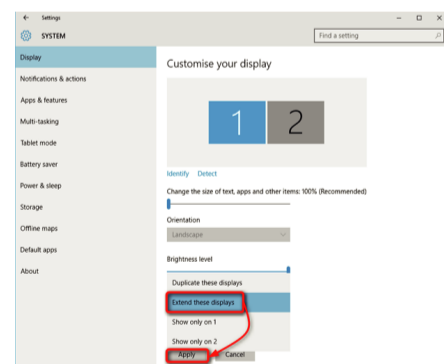 Settings
SYSTEM
Find a setting
Display
Notifications & actions
Apps & features
Multi-tasking
Tablet mode
Battery saver
Power & sleep
Storage
Offline maps
Default apps
About
Customise your display
1 2
Identify Detect
Change the size of text, apps and other items: 100% (Recommended)
Orientation
Landscape
Brightness level
Duplicate these displays
Extend these displays
Show only on 1
Show only on 2
Apply Cancel